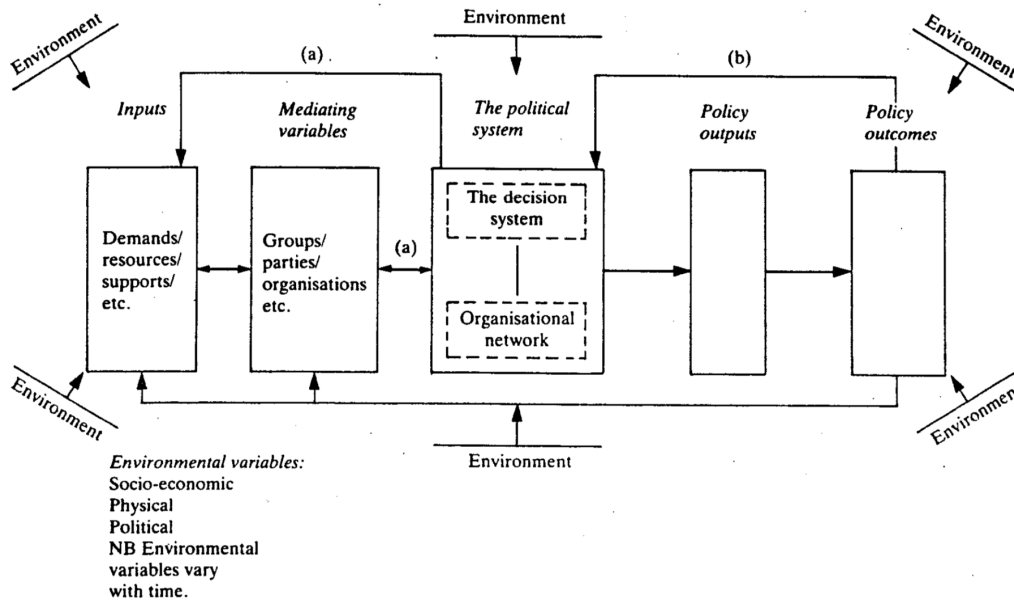 Environment
Environment
Environment
(a)
(b)
Inputs
Mediating
variables
The political
system
Policy
outputs
Policy
outcomes
Demands/
resources/
supports/
etc.
Groups/
parties/
organisations
etc.
(a)
The decision
system
Organisational
network
Environment
Environment
Environment
Environmental variables:
Socio-economic
Physical
Political
NB Environmental
variables vary
with time.